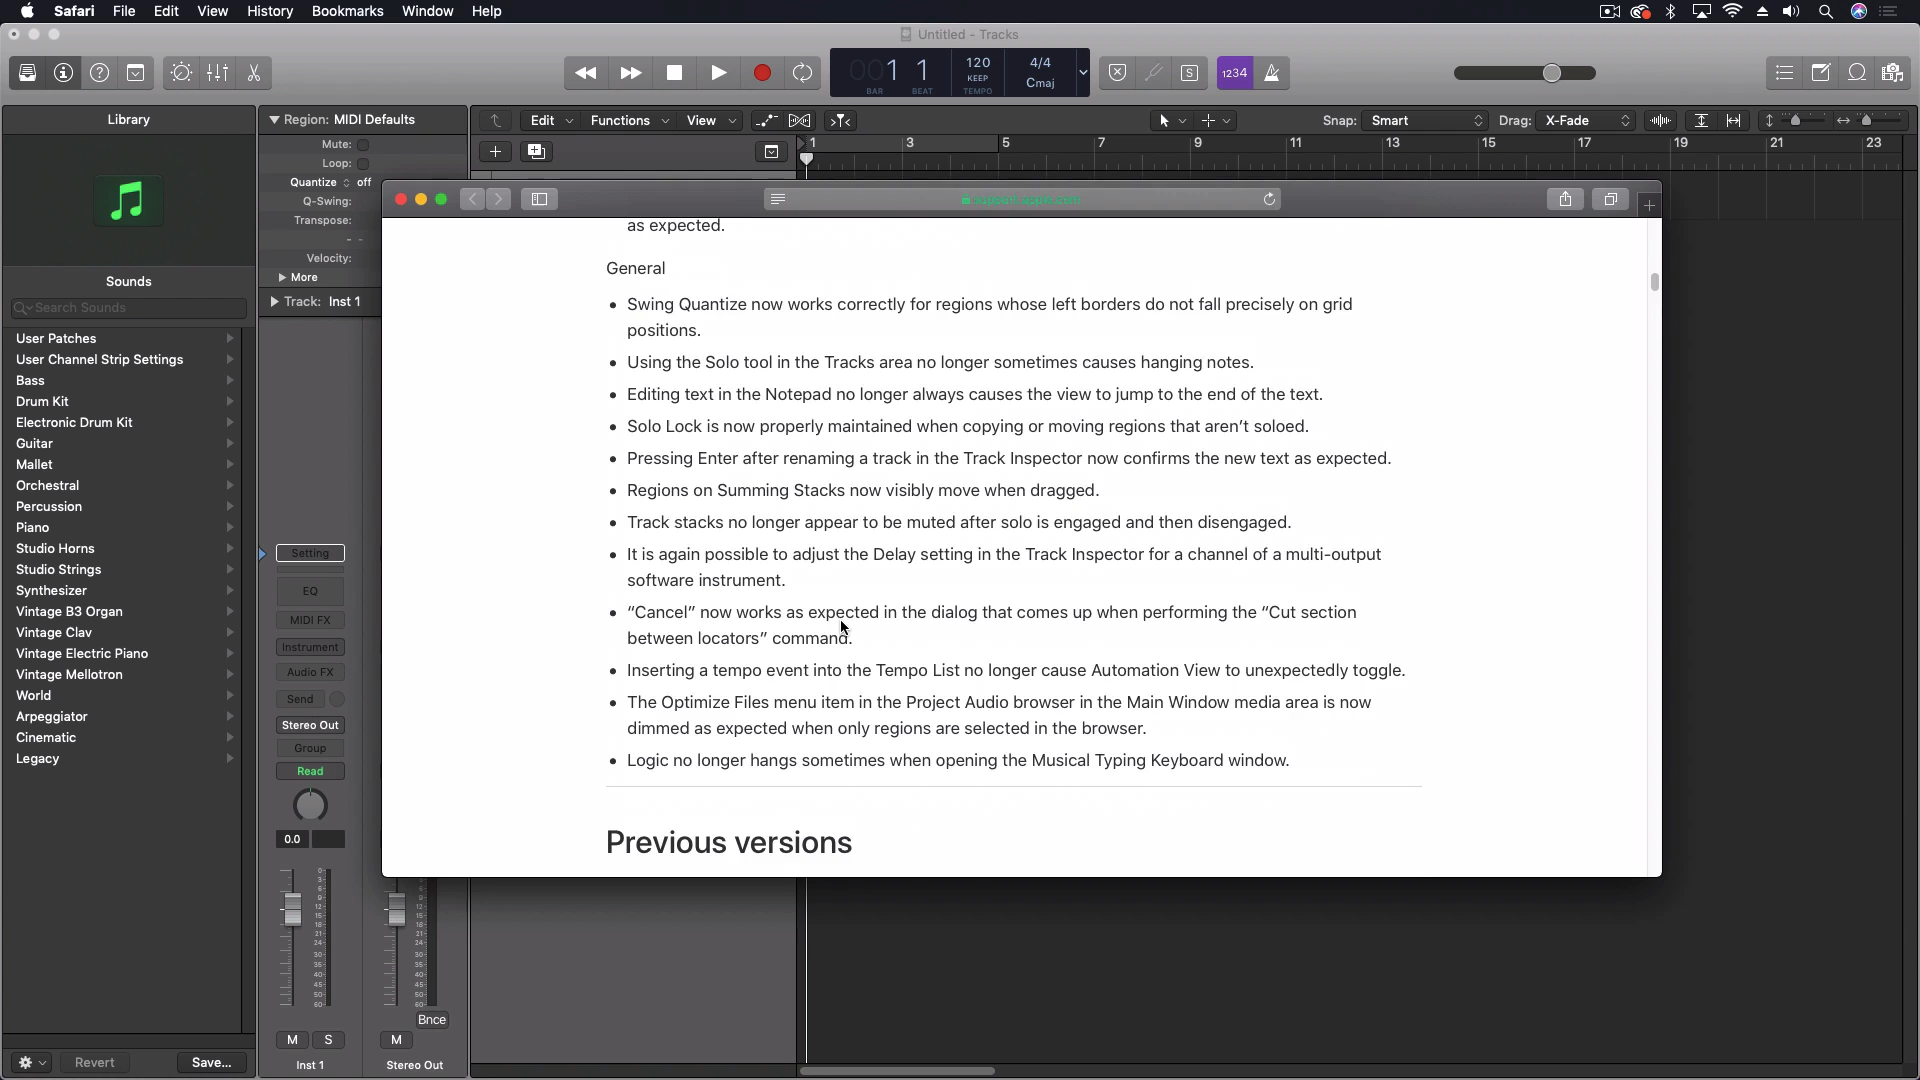 Safari File Edit View History Bookmarks Window Help
Untitled - Tracks
001 1
BAR BEAT
120
KEEP
TEMPO
4/4
Cmaj
S
1234
Library
Region: MIDI Defaults
Mute:
Loop:
Quantize off
Q-Swing:
Transpose:
- -
Velocity:
More
Track: Inst 1
Edit Functions View
Snap: Smart
Drag: X-Fade
1 3 5 7 9 11 13 15 17 19 21 23
Sounds
Search Sounds
User Patches
User Channel Strip Settings
Bass
Drum Kit
Electronic Drum Kit
Guitar
Mallet
Orchestral
Percussion
Piano
Studio Horns
Studio Strings
Synthesizer
Vintage B3 Organ
Vintage Clav
Vintage Electric Piano
Vintage Mellotron
World
Arpeggiator
Cinematic
Legacy
Revert
Save...
Setting
EQ
MIDI FX
Instrument
Audio FX
Send
Stereo Out
Group
Read
0.0
Bnce
M S
M
Inst 1
Stereo Out
as expected.
General
• Swing Quantize now works correctly for regions whose left borders do not fall precisely on grid
positions.
• Using the Solo tool in the Tracks area no longer sometimes causes hanging notes.
• Editing text in the Notepad no longer always causes the view to jump to the end of the text.
• Solo Lock is now properly maintained when copying or moving regions that aren’t soloed.
• Pressing Enter after renaming a track in the Track Inspector now confirms the new text as expected.
• Regions on Summing Stacks now visibly move when dragged.
• Track stacks no longer appear to be muted after solo is engaged and then disengaged.
• It is again possible to adjust the Delay setting in the Track Inspector for a channel of a multi-output
software instrument.
• “Cancel” now works as expected in the dialog that comes up when performing the “Cut section
between locators” command.
• Inserting a tempo event into the Tempo List no longer cause Automation View to unexpectedly toggle.
• The Optimize Files menu item in the Project Audio browser in the Main Window media area is now
dimmed as expected when only regions are selected in the browser.
• Logic no longer hangs sometimes when opening the Musical Typing Keyboard window.
Previous versions